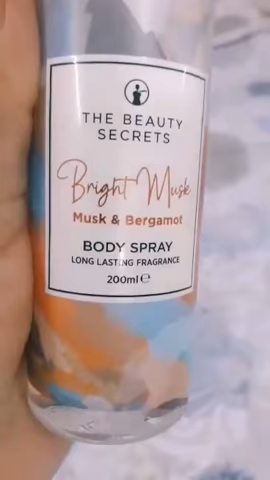 THE BEAUTY
SECRETS
Bright Musk
Musk & Bergamot
BODY SPRAY
LONG LASTING FRAGRANCE
200ml ℮